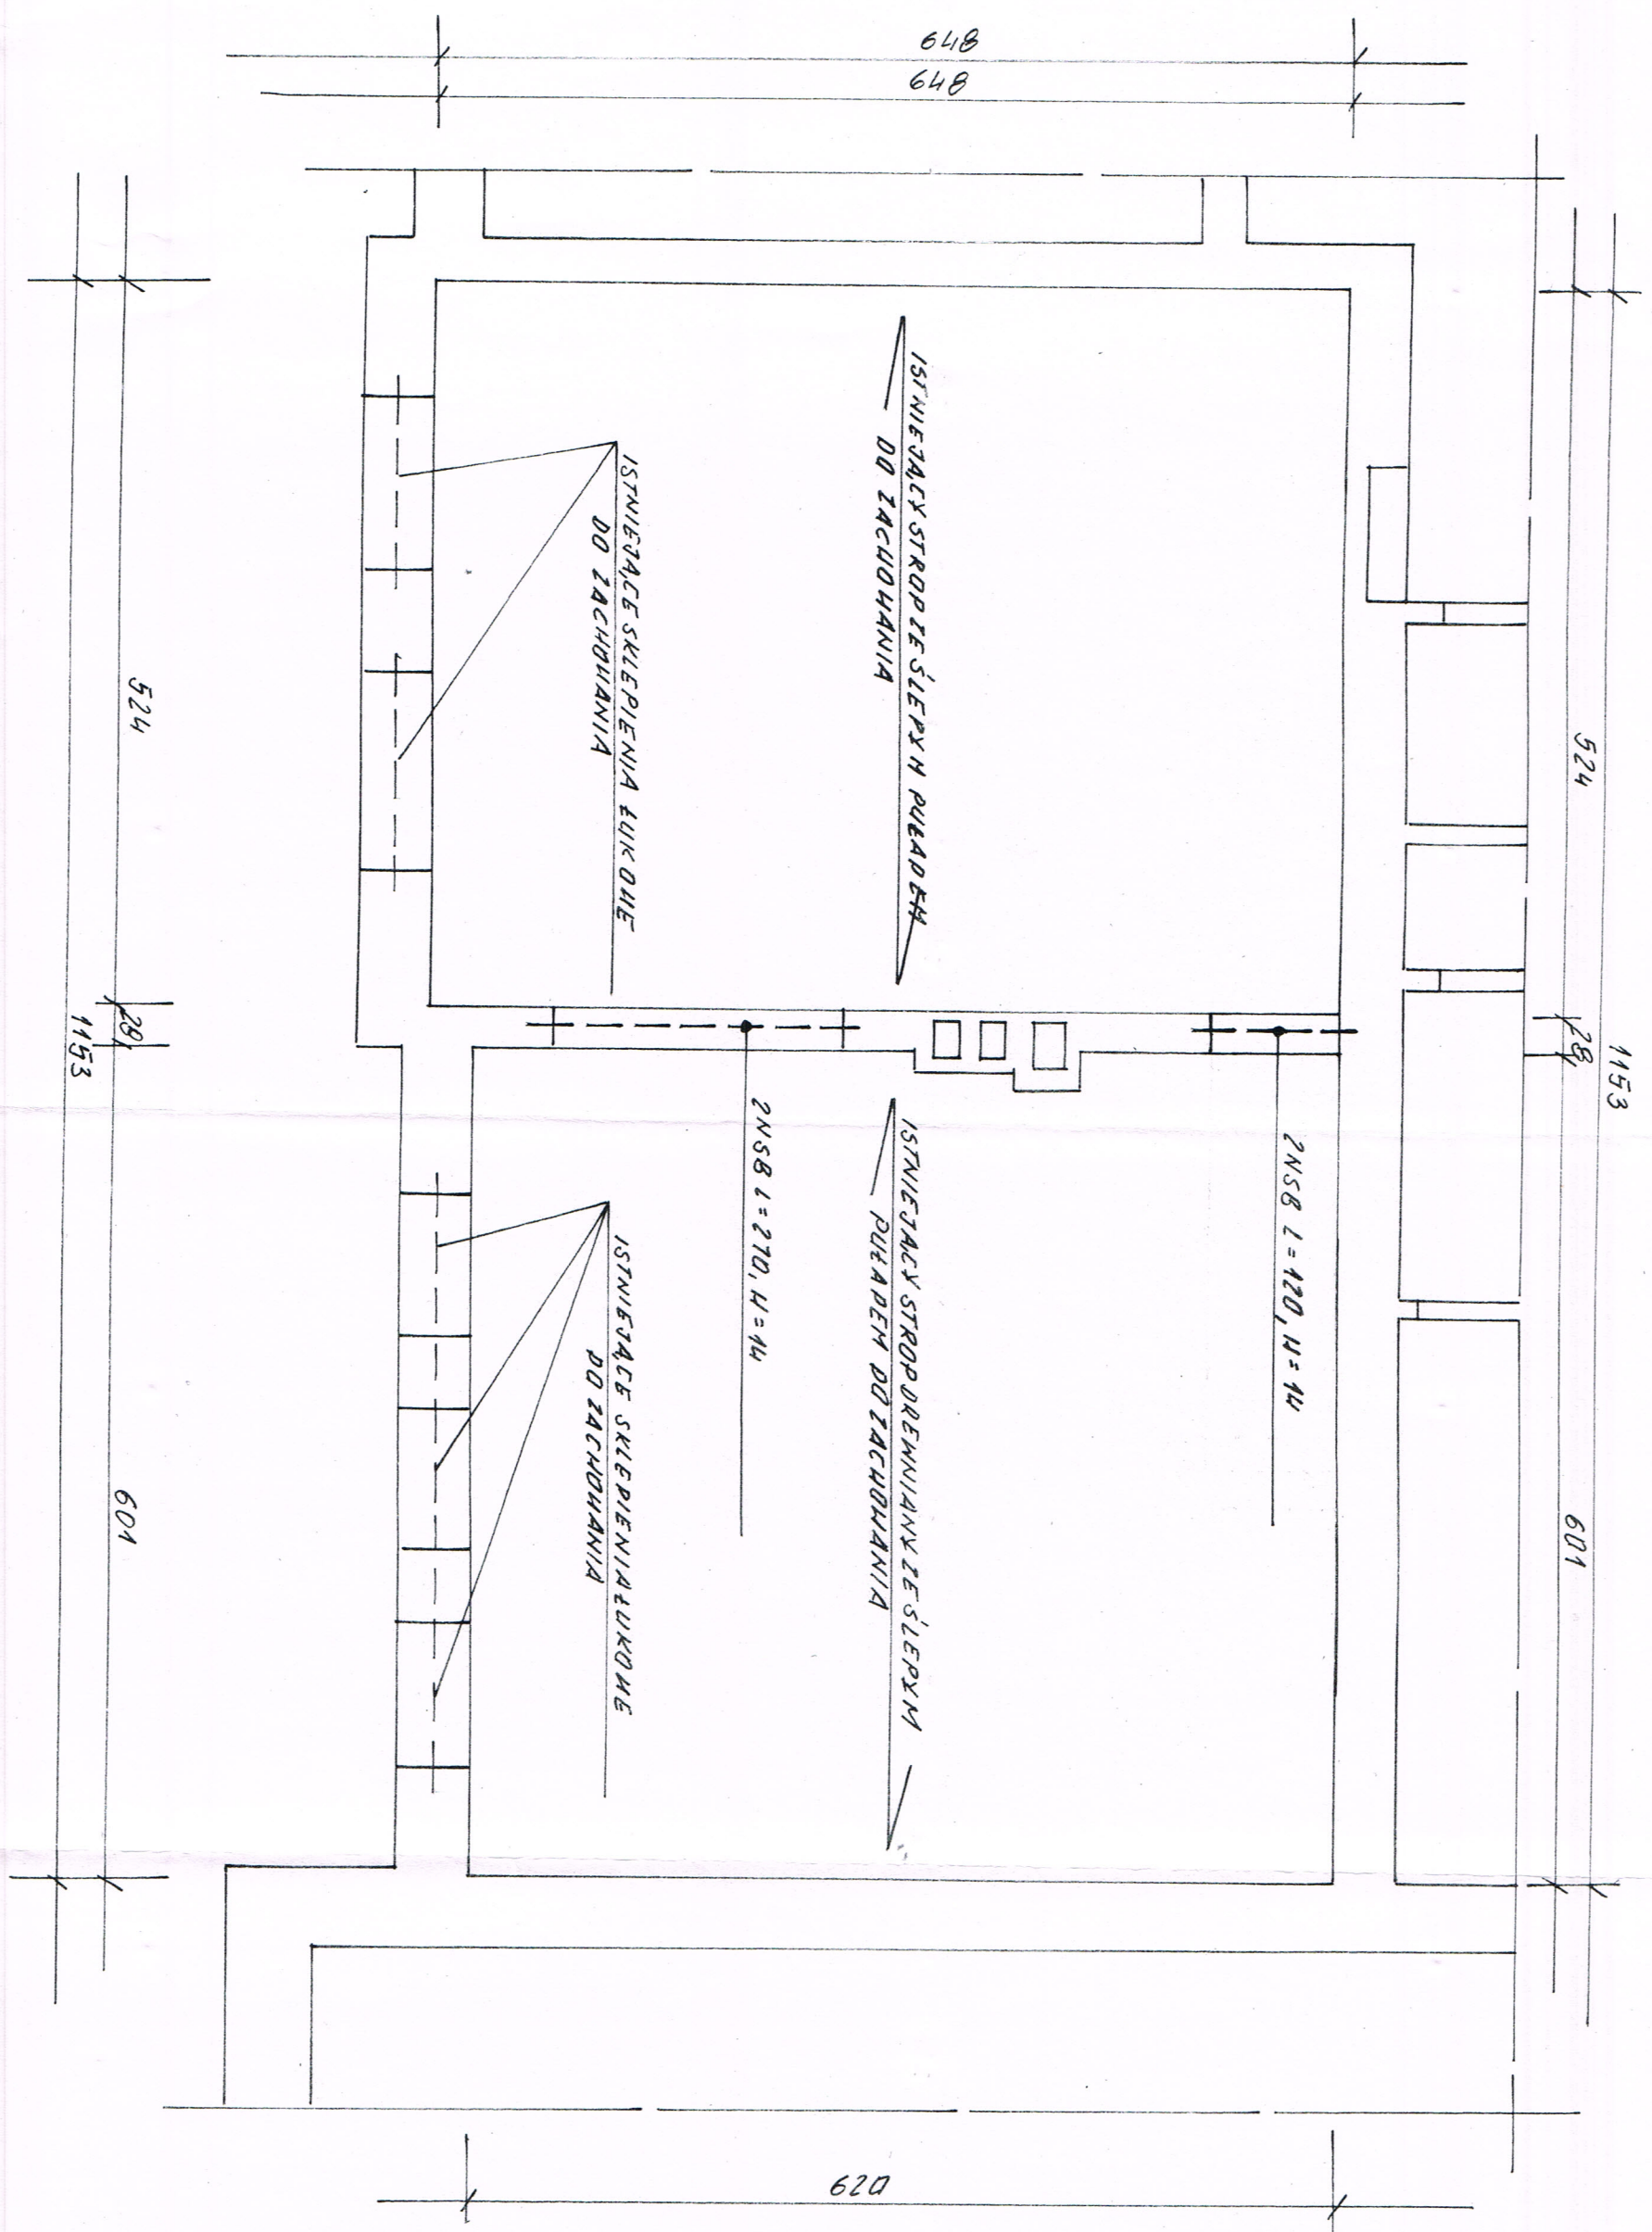 648
648
1153
524
28
601
ISTNIEJĄCY STROP ZE ŚLEPYM PUŁAPEM
DO ZACHOWANIA
ISTNIEJĄCE SKLEPIENIA ŁUKOWE
DO ZACHOWANIA
2NSB L=120, H=14
ISTNIEJĄCY STROP DREWNIANY ZE ŚLEPYM
PUŁAPEM DO ZACHOWANIA
2NSB L=270, H=14
ISTNIEJĄCE SKLEPIENIA ŁUKOWE
DO ZACHOWANIA
524
28
601
1153
620